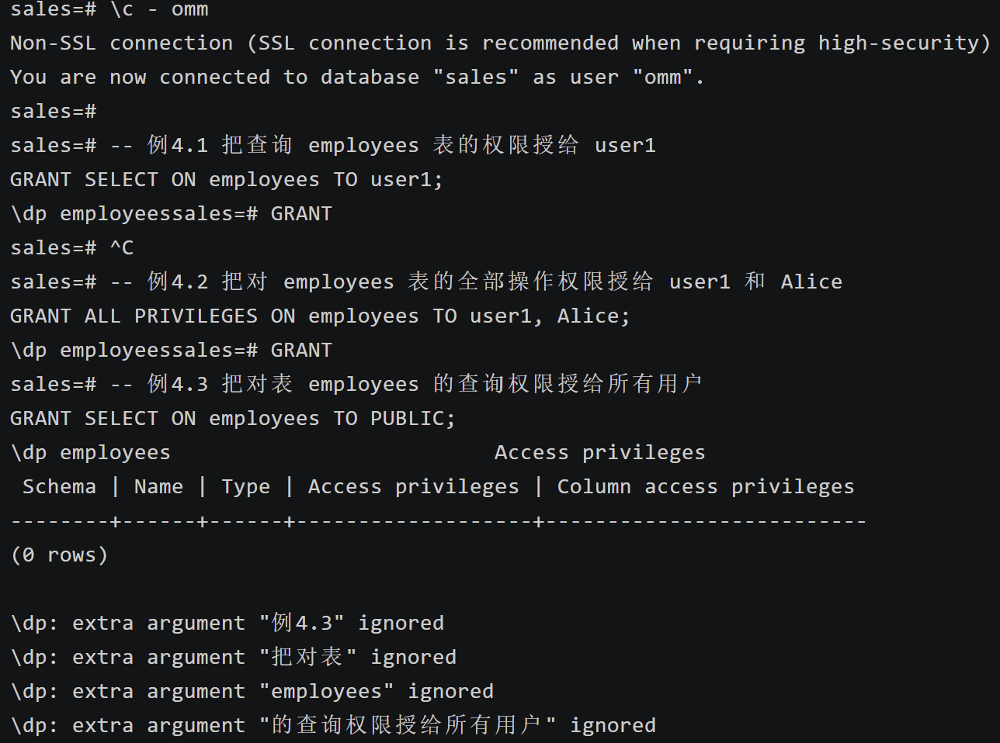 sales=# \c - omm
Non-SSL connection (SSL connection is recommended when requiring high-security)
You are now connected to database "sales" as user "omm".
sales=#
sales=# -- 例4.1 把查询 employees 表的权限授给 user1
GRANT SELECT ON employees TO user1;
\dp employeessales=# GRANT
sales=# ^C
sales=# -- 例4.2 把对 employees 表的全部操作权限授给 user1 和 Alice
GRANT ALL PRIVILEGES ON employees TO user1, Alice;
\dp employeessales=# GRANT
sales=# -- 例4.3 把对表 employees 的查询权限授给所有用户
GRANT SELECT ON employees TO PUBLIC;
\dp employees                          Access privileges
 Schema | Name | Type | Access privileges | Column access privileges
--------+------+------+-------------------+--------------------------
(0 rows)

\dp: extra argument "例4.3" ignored
\dp: extra argument "把对表" ignored
\dp: extra argument "employees" ignored
\dp: extra argument "的查询权限授给所有用户" ignored